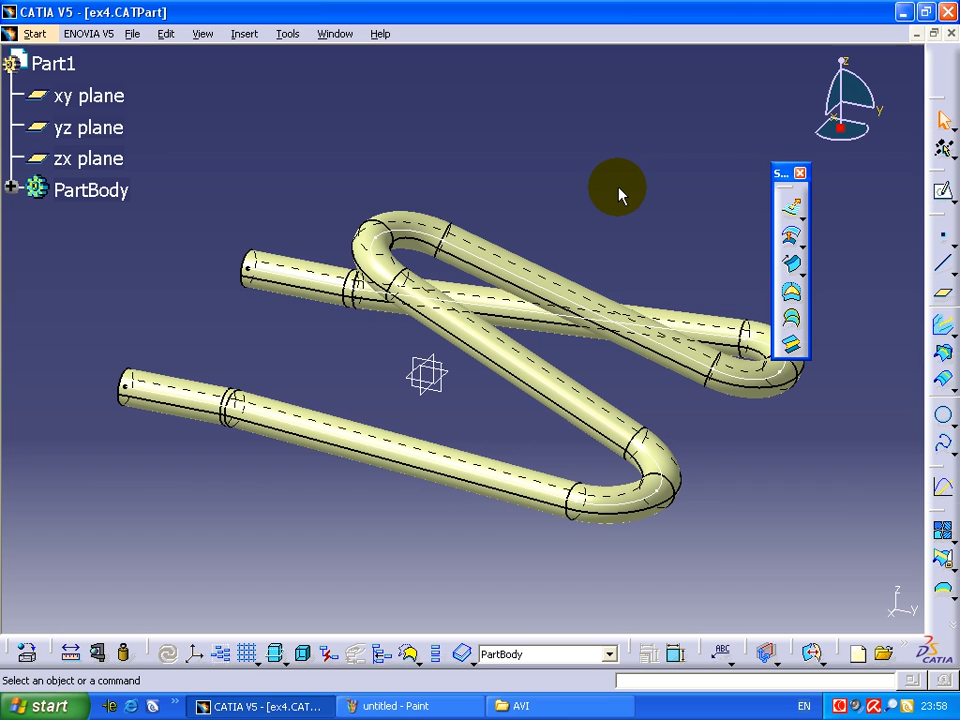 CATIA V5 - [ex4.CATPart]
Start ENOVIA V5 File Edit View Insert Tools Window Help
Part1
xy plane
yz plane
zx plane
PartBody
z
y
x
S...
z
x y
ABC
PartBody
CATIA
Select an object or a command
start
CATIA V5 - [ex4.CAT...
untitled - Paint
AVI
EN
23:58